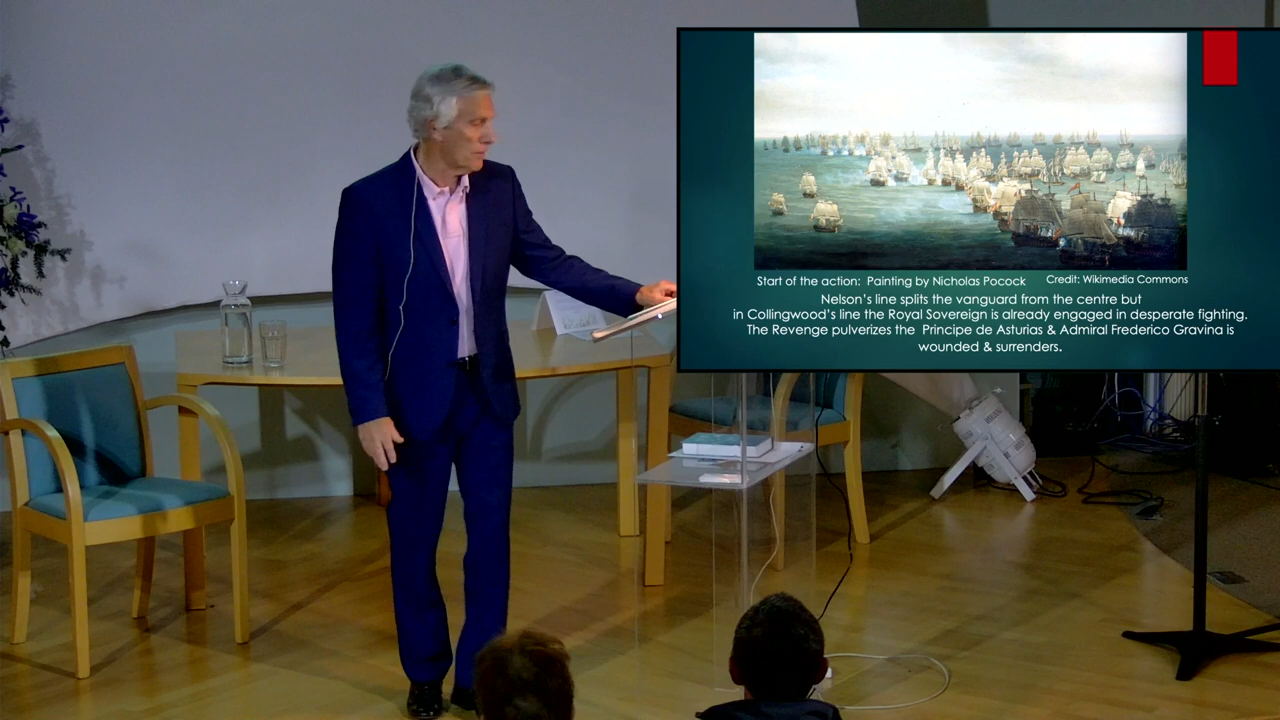 Start of the action: Painting by Nicholas Pocock Credit: Wikimedia Commons
Nelson's line splits the vanguard from the centre but
in Collingwood's line the Royal Sovereign is already engaged in desperate fighting.
The Revenge pulverizes the Principe de Asturias & Admiral Frederico Gravina is
wounded & surrenders.